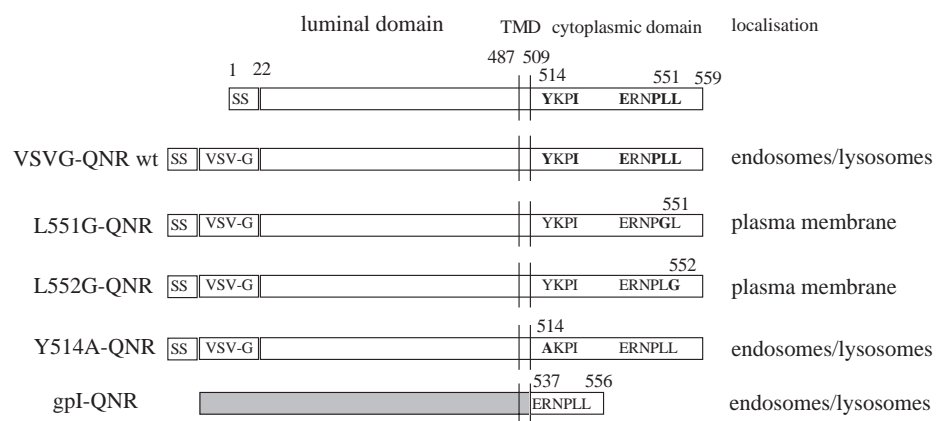 luminal domain TMD cytoplasmic domain localisation
487 509
1 22 514 551 559
SS YKPI ERNPLL
VSVG-QNR wt SS VSV-G YKPI ERNPLL endosomes/lysosomes
551
L551G-QNR SS VSV-G YKPI ERNPGL plasma membrane
552
L552G-QNR SS VSV-G YKPI ERNPLG plasma membrane
514
Y514A-QNR SS VSV-G AKPI ERNPLL endosomes/lysosomes
537 556
gpI-QNR ERNPLL endosomes/lysosomes